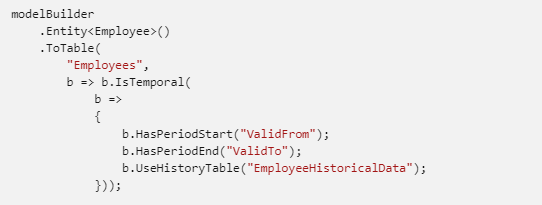 modelBuilder
    .Entity<Employee>()
    .ToTable(
        "Employees",
        b => b.IsTemporal(
            b =>
            {
                b.HasPeriodStart("ValidFrom");
                b.HasPeriodEnd("ValidTo");
                b.UseHistoryTable("EmployeeHistoricalData");
            }));